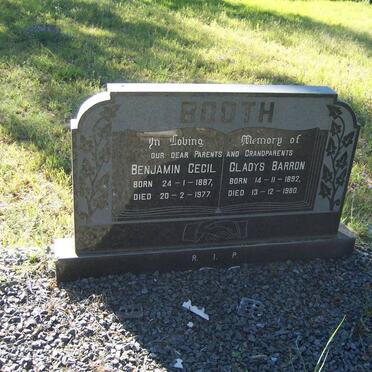 BOOTH
In Loving Memory of
OUR DEAR PARENTS AND GRANDPARENTS
BENJAMIN CECIL
BORN 24-1-1887,
DIED 20-2-1977.
GLADYS BARRON
BORN 14-11-1892,
DIED 13-12-1980.
R. I. P.